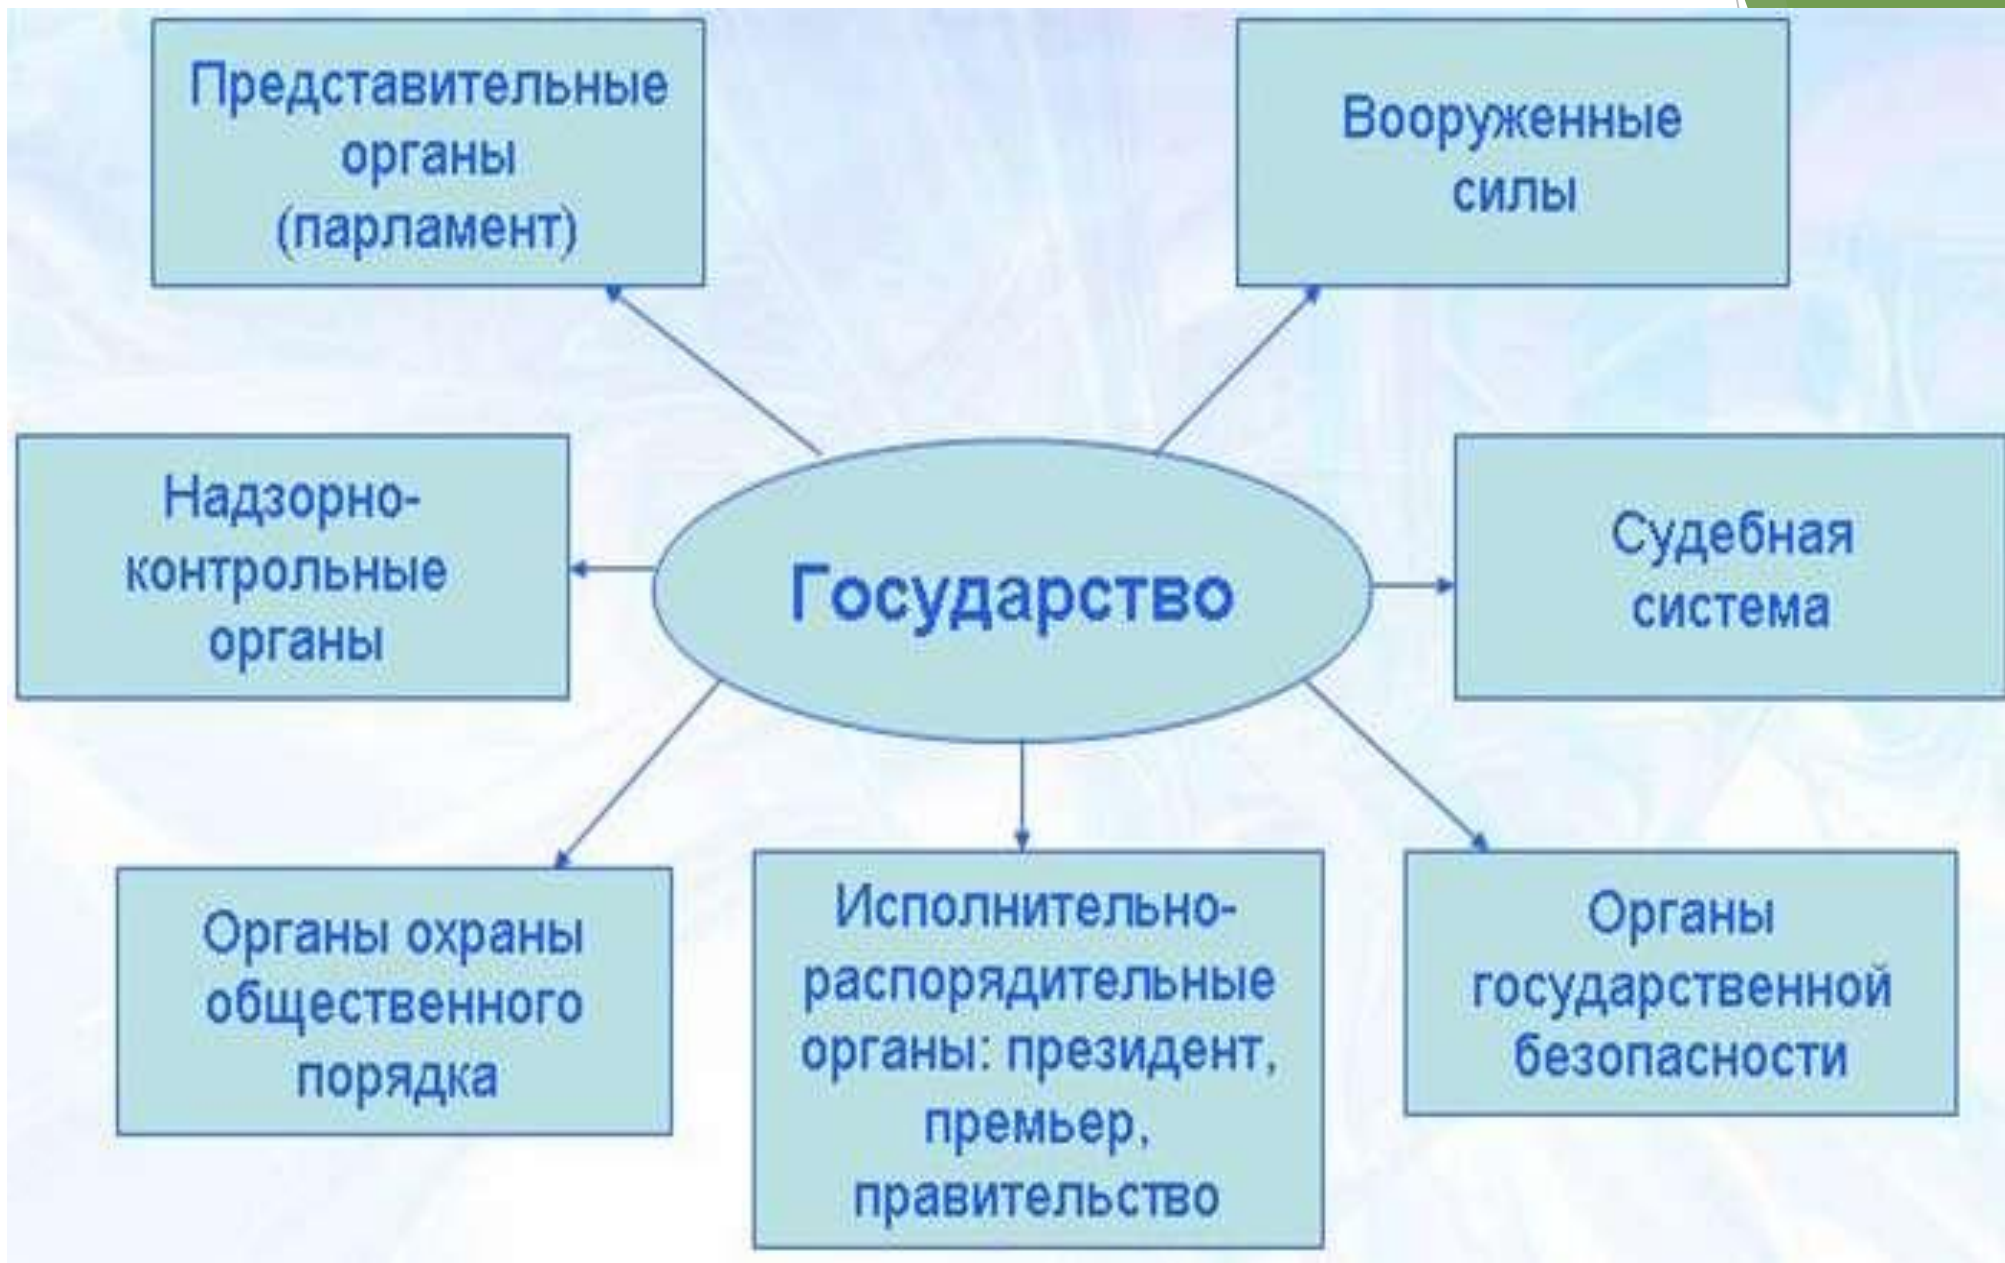 Представительные
органы
(парламент)
Вооруженные
силы
Надзорно-
контрольные
органы
Государство
Судебная
система
Органы охраны
общественного
порядка
Исполнительно-
распорядительные
органы: президент,
премьер,
правительство
Органы
государственной
безопасности